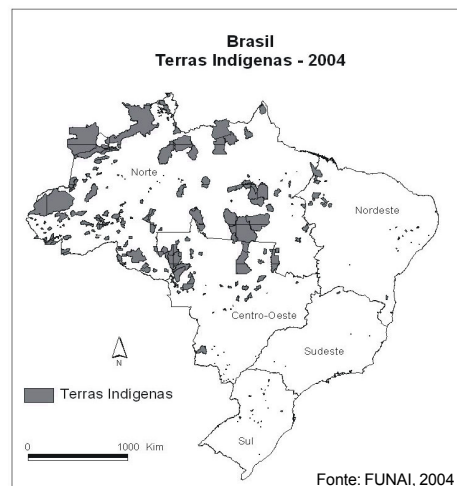 Brasil
Terras Indígenas - 2004
Norte
Nordeste
Centro-Oeste
Sudeste
N
Terras Indígenas
0 1000 Km
Sul
Fonte: FUNAI, 2004